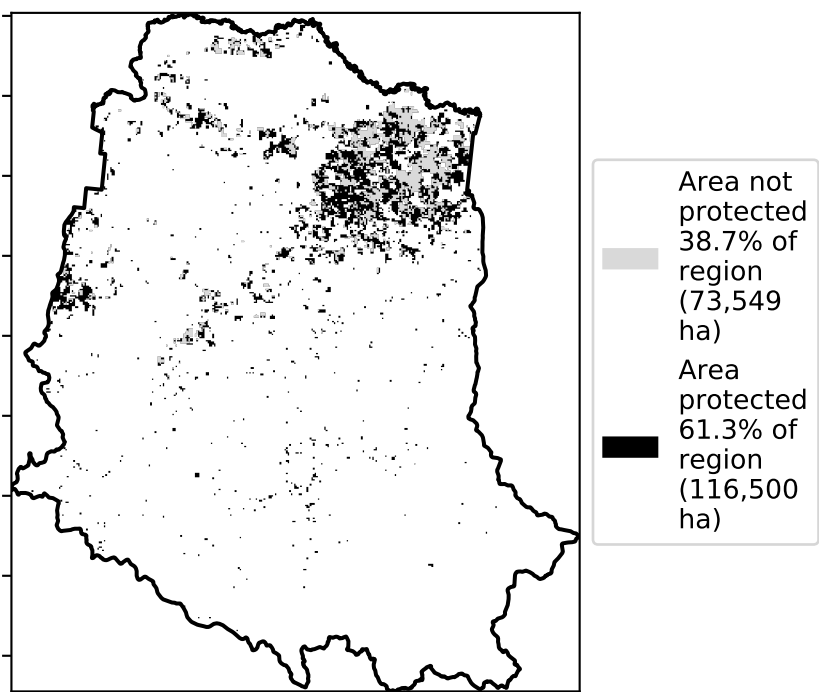 Area not
protected
38.7% of
region
(73,549
ha)
Area
protected
61.3% of
region
(116,500
ha)